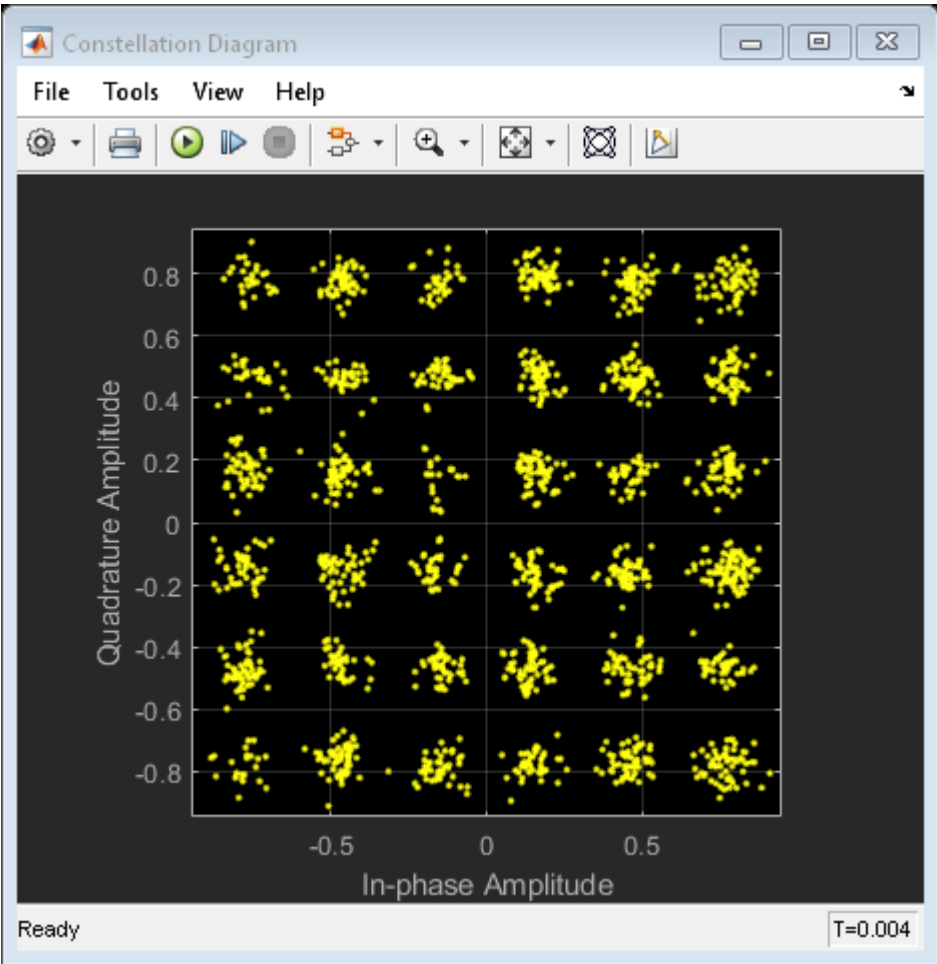 Constellation Diagram
File Tools View Help
0.8
0.6
0.4
0.2
0
-0.2
-0.4
-0.6
-0.8
Quadrature Amplitude
-0.5 0 0.5
In-phase Amplitude
Ready T=0.004